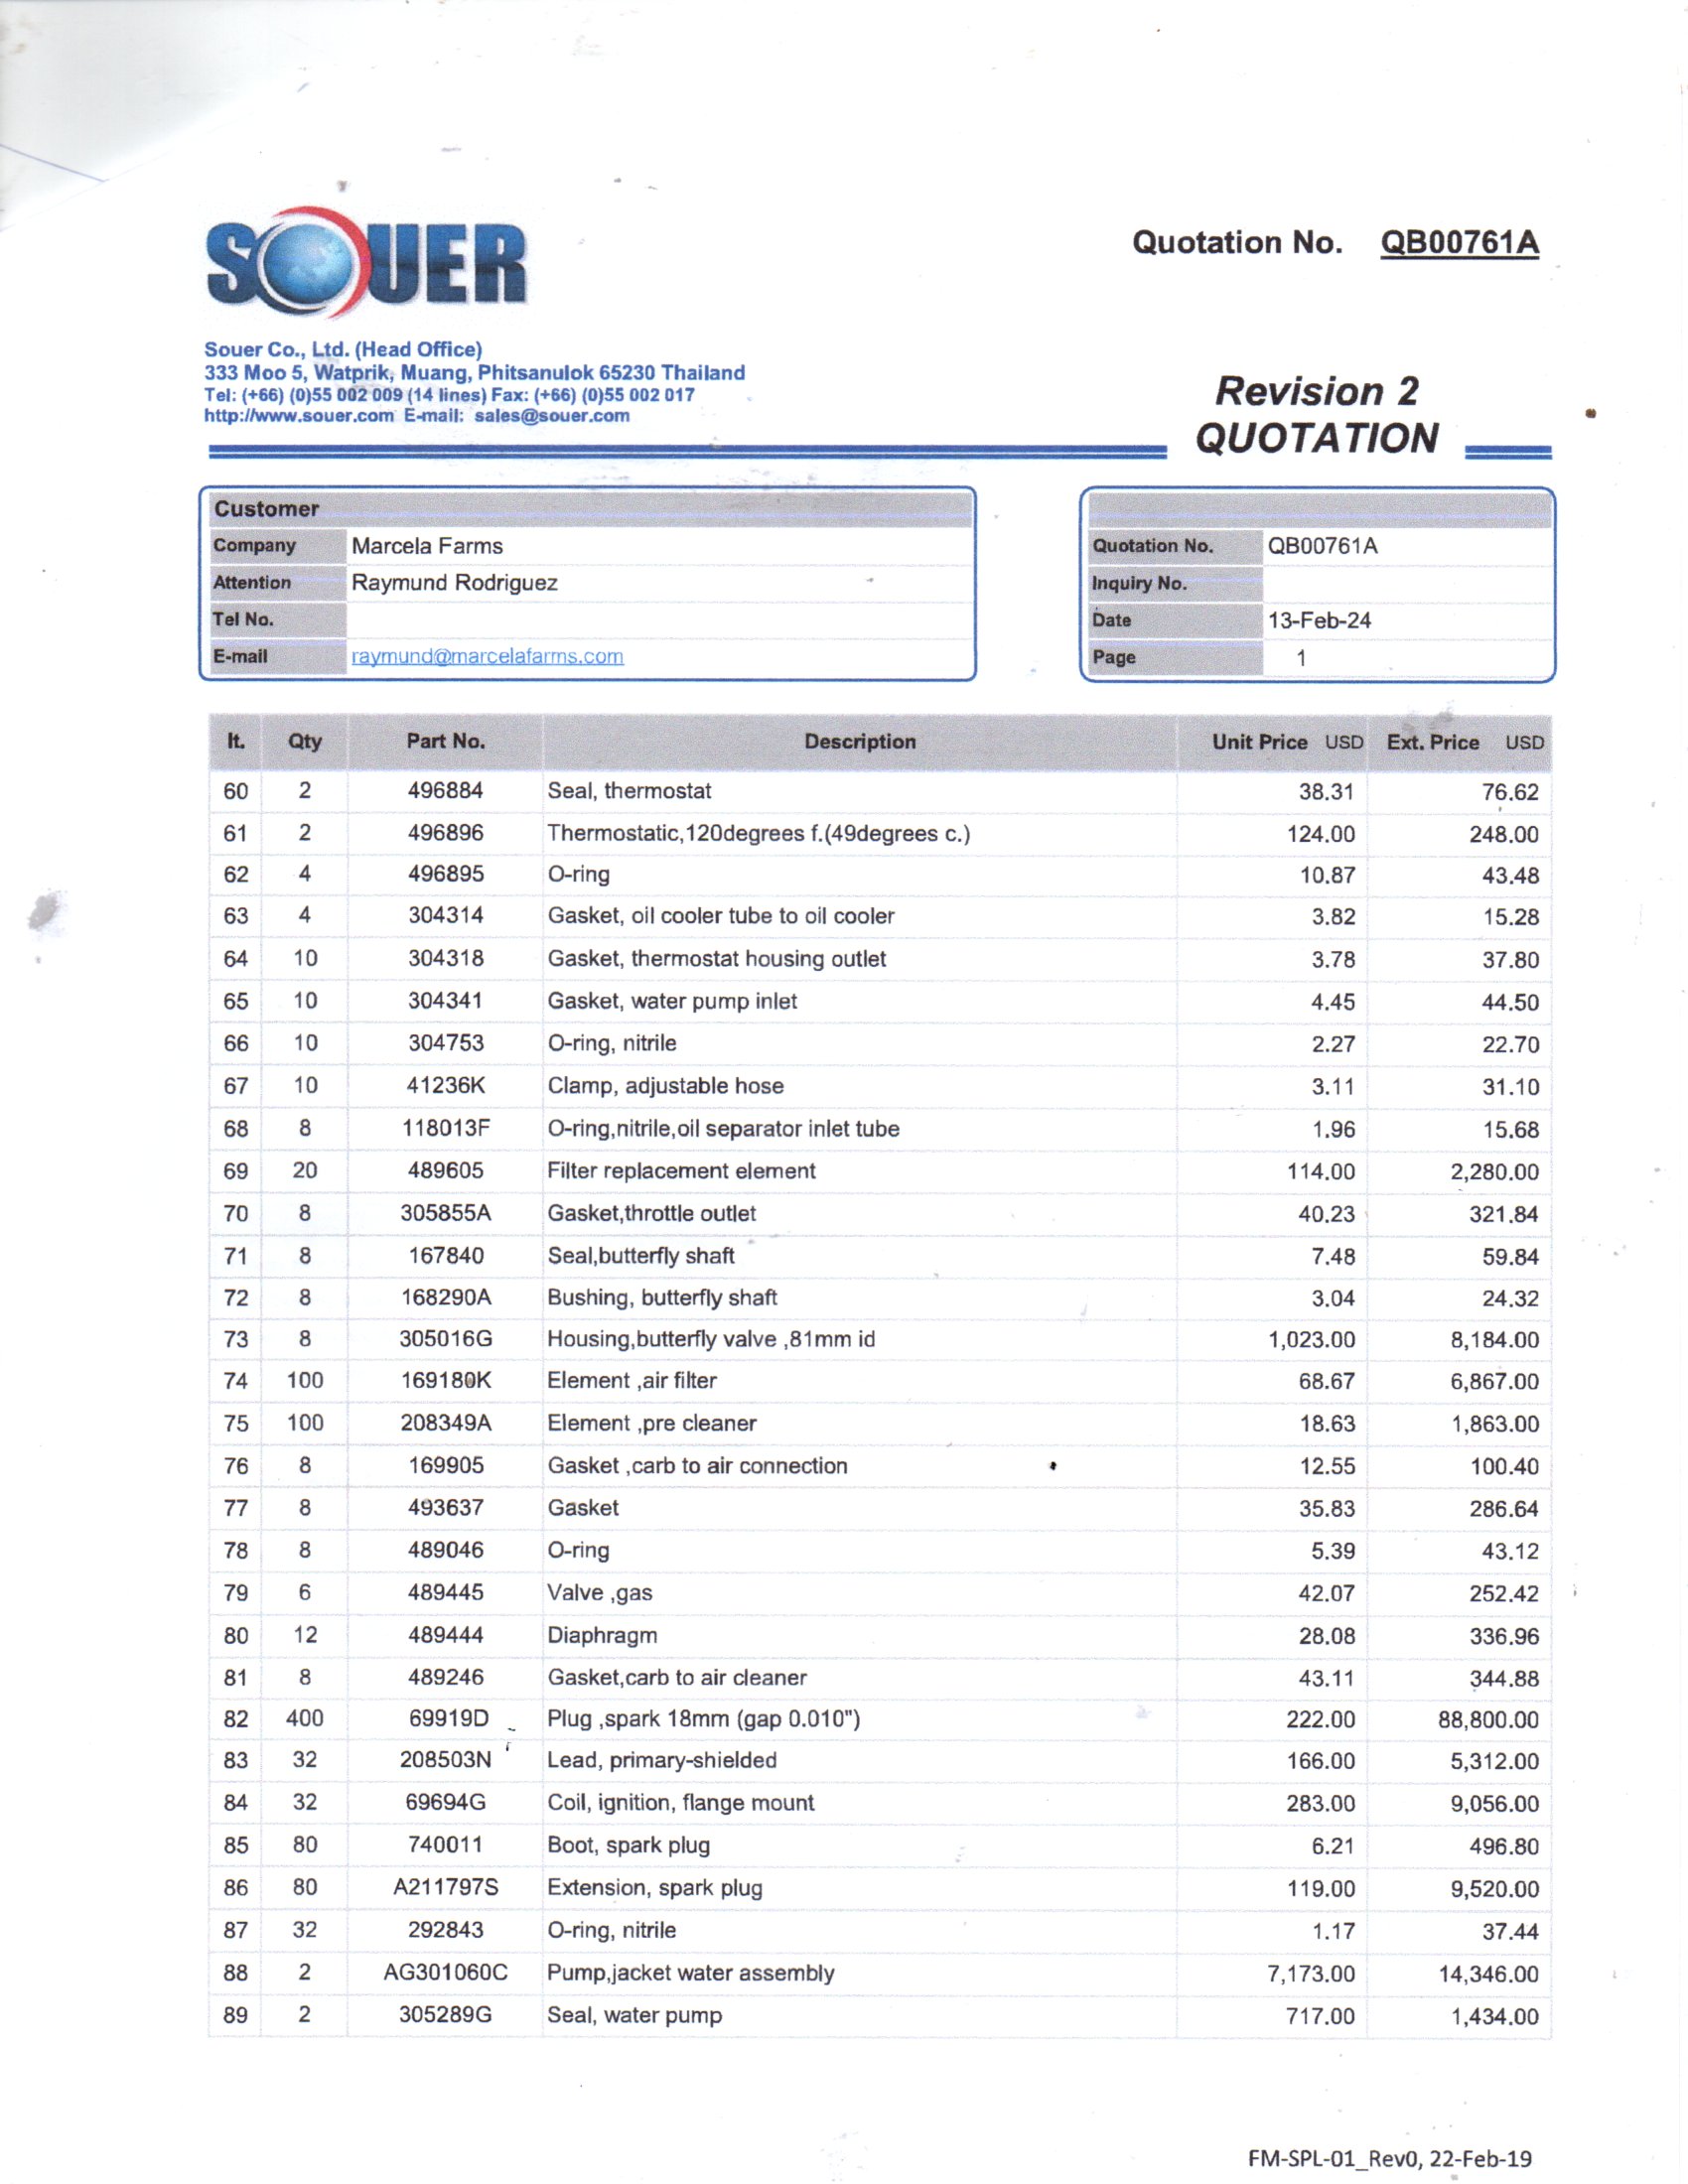 SOUER
Quotation No. QB00761A
Souer Co., Ltd. (Head Office)
333 Moo 5, Watprik, Muang, Phitsanulok 65230 Thailand
Tel: (+66) (0)55 002 009 (14 lines) Fax: (+66) (0)55 002 017
http://www.souer.com E-mail: sales@souer.com
Revision 2
QUOTATION
Customer
Company Marcela Farms
Attention Raymund Rodriguez
Tel No.
E-mail raymund@marcelafarms.com
Quotation No. QB00761A
Inquiry No.
Date 13-Feb-24
Page 1
It. Qty Part No. Description Unit Price USD Ext. Price USD
60 2 496884 Seal, thermostat 38.31 76.62
61 2 496896 Thermostatic,120degrees f.(49degrees c.) 124.00 248.00
62 4 496895 O-ring 10.87 43.48
63 4 304314 Gasket, oil cooler tube to oil cooler 3.82 15.28
64 10 304318 Gasket, thermostat housing outlet 3.78 37.80
65 10 304341 Gasket, water pump inlet 4.45 44.50
66 10 304753 O-ring, nitrile 2.27 22.70
67 10 41236K Clamp, adjustable hose 3.11 31.10
68 8 118013F O-ring,nitrile,oil separator inlet tube 1.96 15.68
69 20 489605 Filter replacement element 114.00 2,280.00
70 8 305855A Gasket,throttle outlet 40.23 321.84
71 8 167840 Seal,butterfly shaft 7.48 59.84
72 8 168290A Bushing, butterfly shaft 3.04 24.32
73 8 305016G Housing,butterfly valve ,81mm id 1,023.00 8,184.00
74 100 169180K Element ,air filter 68.67 6,867.00
75 100 208349A Element ,pre cleaner 18.63 1,863.00
76 8 169905 Gasket ,carb to air connection 12.55 100.40
77 8 493637 Gasket 35.83 286.64
78 8 489046 O-ring 5.39 43.12
79 6 489445 Valve ,gas 42.07 252.42
80 12 489444 Diaphragm 28.08 336.96
81 8 489246 Gasket,carb to air cleaner 43.11 344.88
82 400 69919D Plug ,spark 18mm (gap 0.010") 222.00 88,800.00
83 32 208503N Lead, primary-shielded 166.00 5,312.00
84 32 69694G Coil, ignition, flange mount 283.00 9,056.00
85 80 740011 Boot, spark plug 6.21 496.80
86 80 A211797S Extension, spark plug 119.00 9,520.00
87 32 292843 O-ring, nitrile 1.17 37.44
88 2 AG301060C Pump,jacket water assembly 7,173.00 14,346.00
89 2 305289G Seal, water pump 717.00 1,434.00
FM-SPL-01_Rev0, 22-Feb-19